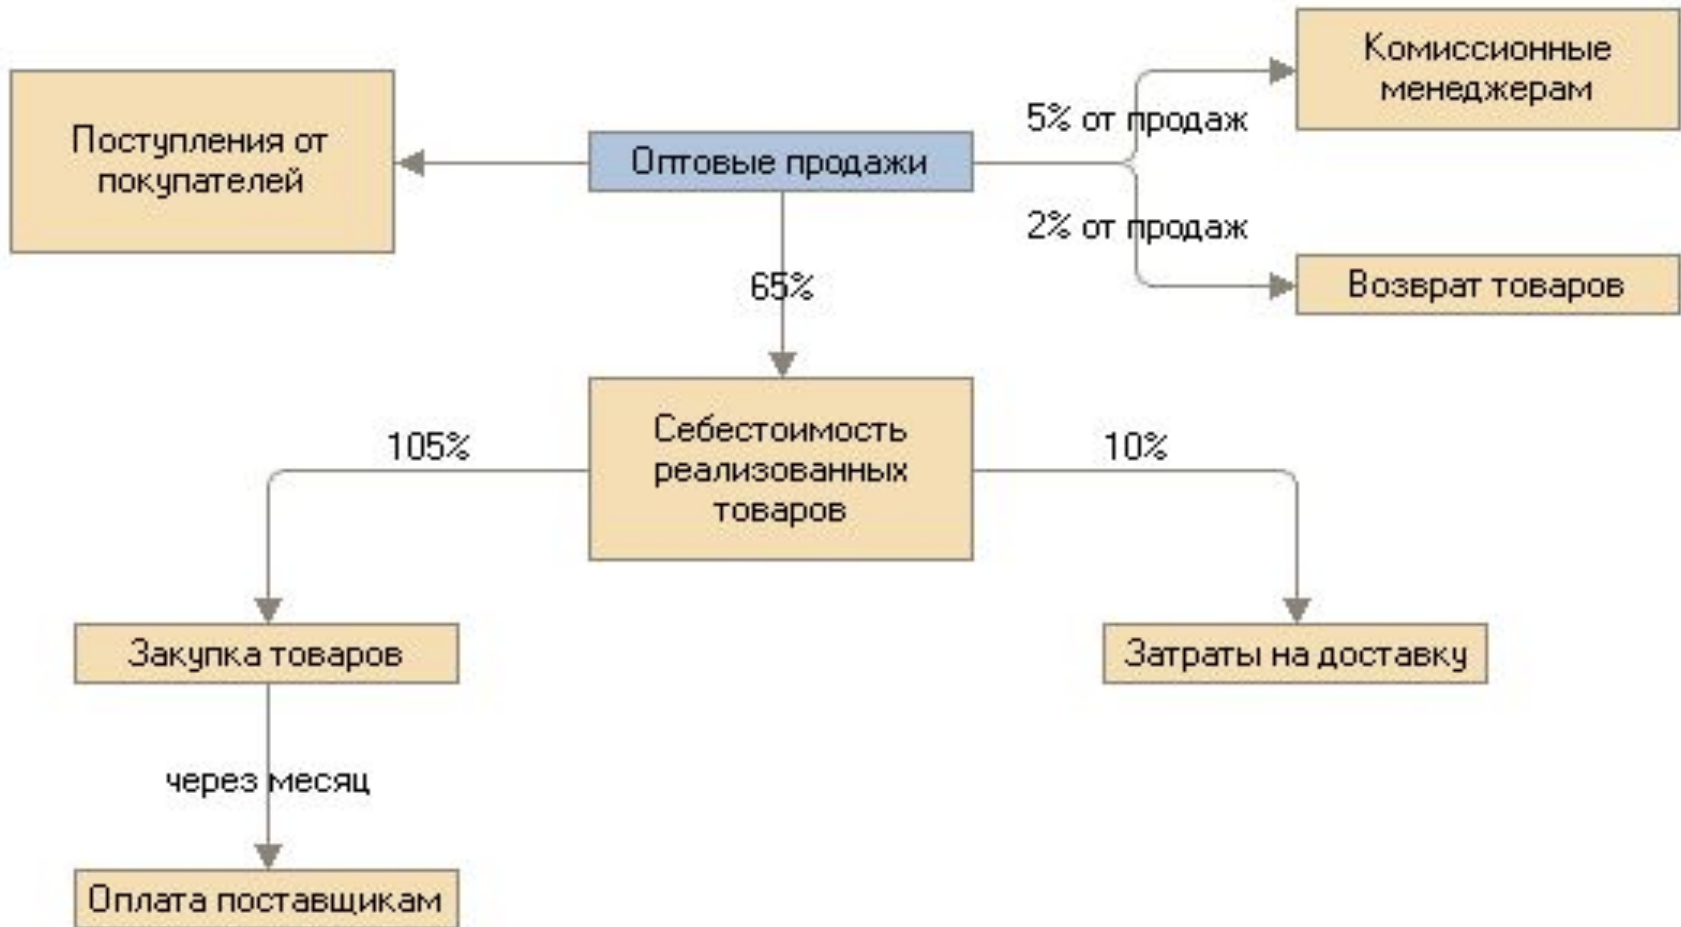 Комиссионные
менеджерам
5% от продаж
Поступления от
покупателей
Оптовые продажи
2% от продаж
Возврат товаров
65%
Себестоимость
реализованных
товаров
105%
10%
Закупка товаров
Затраты на доставку
через месяц
Оплата поставщикам